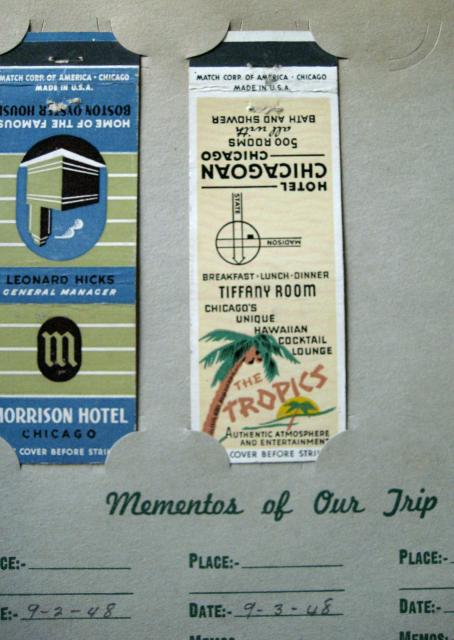 MATCH CORP. OF AMERICA · CHICAGO
MADE IN U.S.A.
HOME OF THE FAMOUS
BOSTON OYSTER HOUSE
LEONARD HICKS
GENERAL MANAGER
M
MORRISON HOTEL
CHICAGO
COVER BEFORE STRI
MATCH CORP. OF AMERICA · CHICAGO
MADE IN U.S.A.
HOTEL
CHICAGOAN
CHICAGO
500 ROOMS
all with
BATH AND SHOWER
STATE
MADISON
BREAKFAST·LUNCH·DINNER
TIFFANY ROOM
CHICAGO'S
UNIQUE
HAWAIIAN
COCKTAIL
LOUNGE
THE
TROPICS
AUTHENTIC ATMOSPHERE
AND ENTERTAINMENT
COVER BEFORE STRI
Mementos of Our Trip
CE:-
PLACE:-
PLACE:-
E:- 9-2-48
DATE:- 9-3-48
DATE:-
MEMOS: